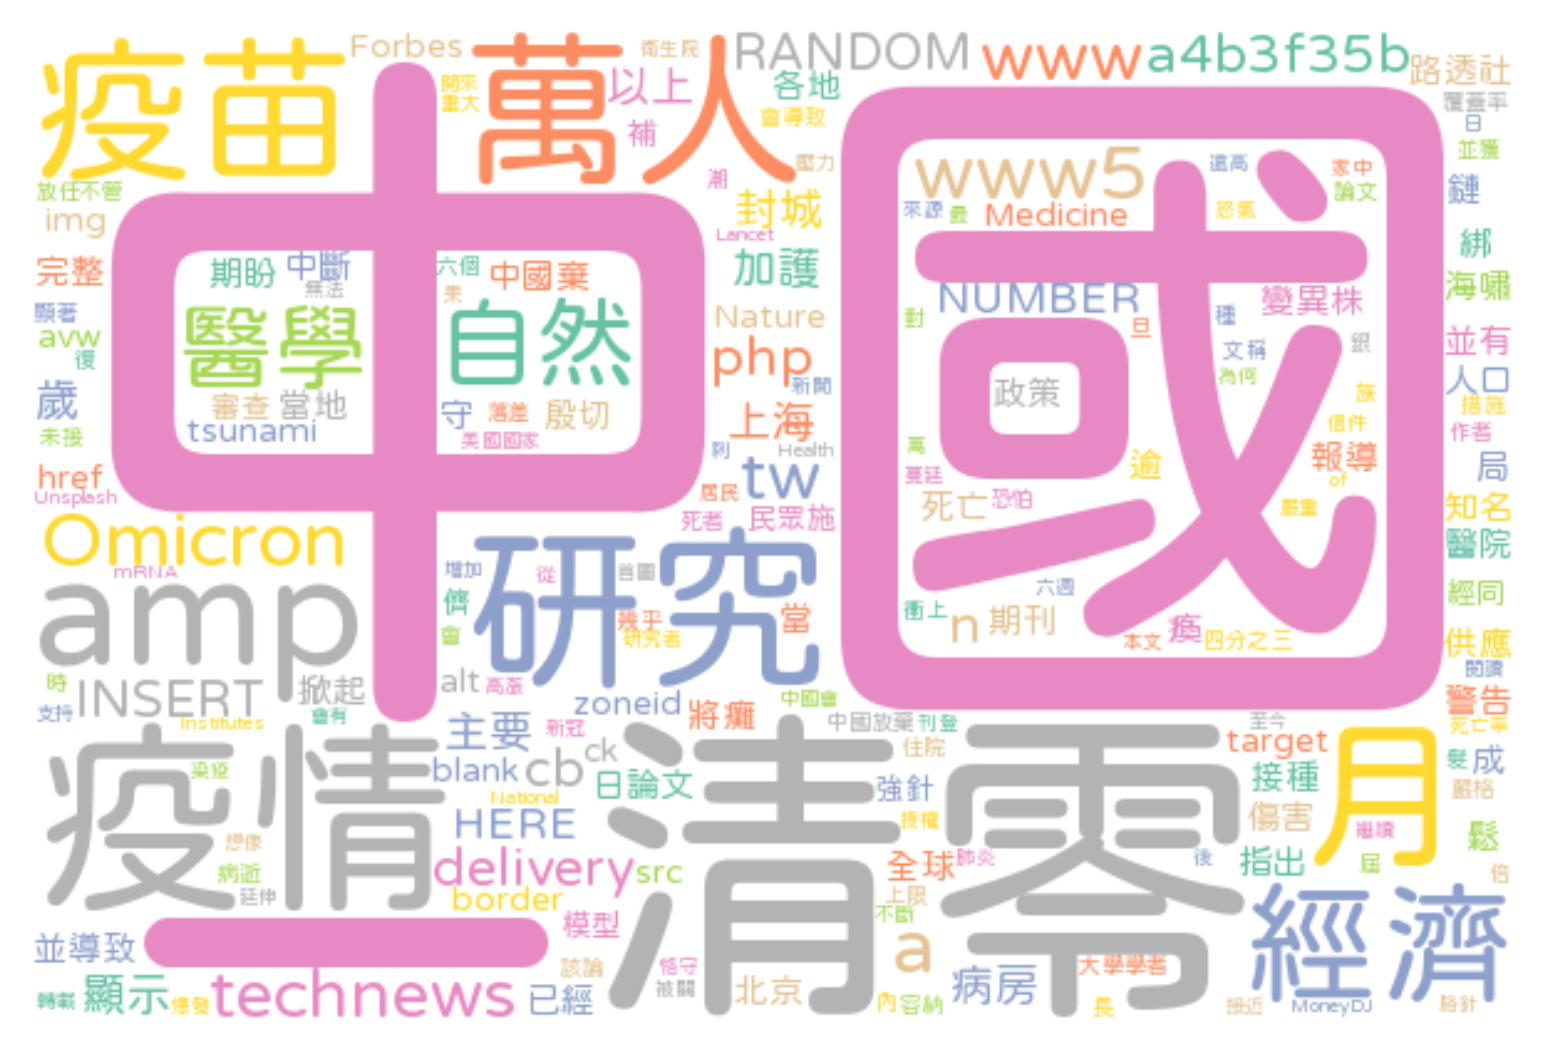 疫苗 Forbes 萬人 衛生院 RANDOM www a4b3f35b 路透社
開來 以上 各地 覆蓋率
重大 補 會導致 日
壓力 www5 遠高 家中 並獲
放任不管 潮 封城 來源 最 Medicine 怒氣 論文 鏈
img Lancet
中國
完整 期盼 中斷 六個 中國棄 加護 NUMBER 變異株 綁
無法 海嘯
顯著 醫學 自然 Nature 對 旦 種 並有
avw php 文稱 銀
復 新聞 政策 為何 人口
歲 審查 當地 守 落差 殷切 上海 族 措施
未接 tsunami 美國國家 信件 作者
href 刺 Health 萬 逾 報導 局
Unsplash 居民 tw 蔓延 of
死者 民眾施 死亡 恐怕 嚴重 知名
Omicron 醫院
mRNA 增加 從 首圖 研究 六週 經同
amp 儕 幾乎 當 衝上 n 期刊
會 研究者 本文 四分之三 供應
時 INSERT 掀起 alt 高漲 閱讀
支持 Institutes 會有 zoneid 將癱 中國會 警告
主要 新冠 中國放棄 刊登 至今 死亡率
疫情 blank cb ck 清零 住院 target 月
染疫 日論文 強針 接種 成
National 嚴格
HERE 授權 傷害 繼續 鬆
想像 delivery src 全球 肺炎 後 指出 屆
病逝 border 上限 倍
延伸 不斷 經濟
一 模型 a
並導致 該論 恪守 病房 大學學者
顯示 technews 已經 被關 北京
轉載 爆發 內 容納 長 接近 MoneyDJ